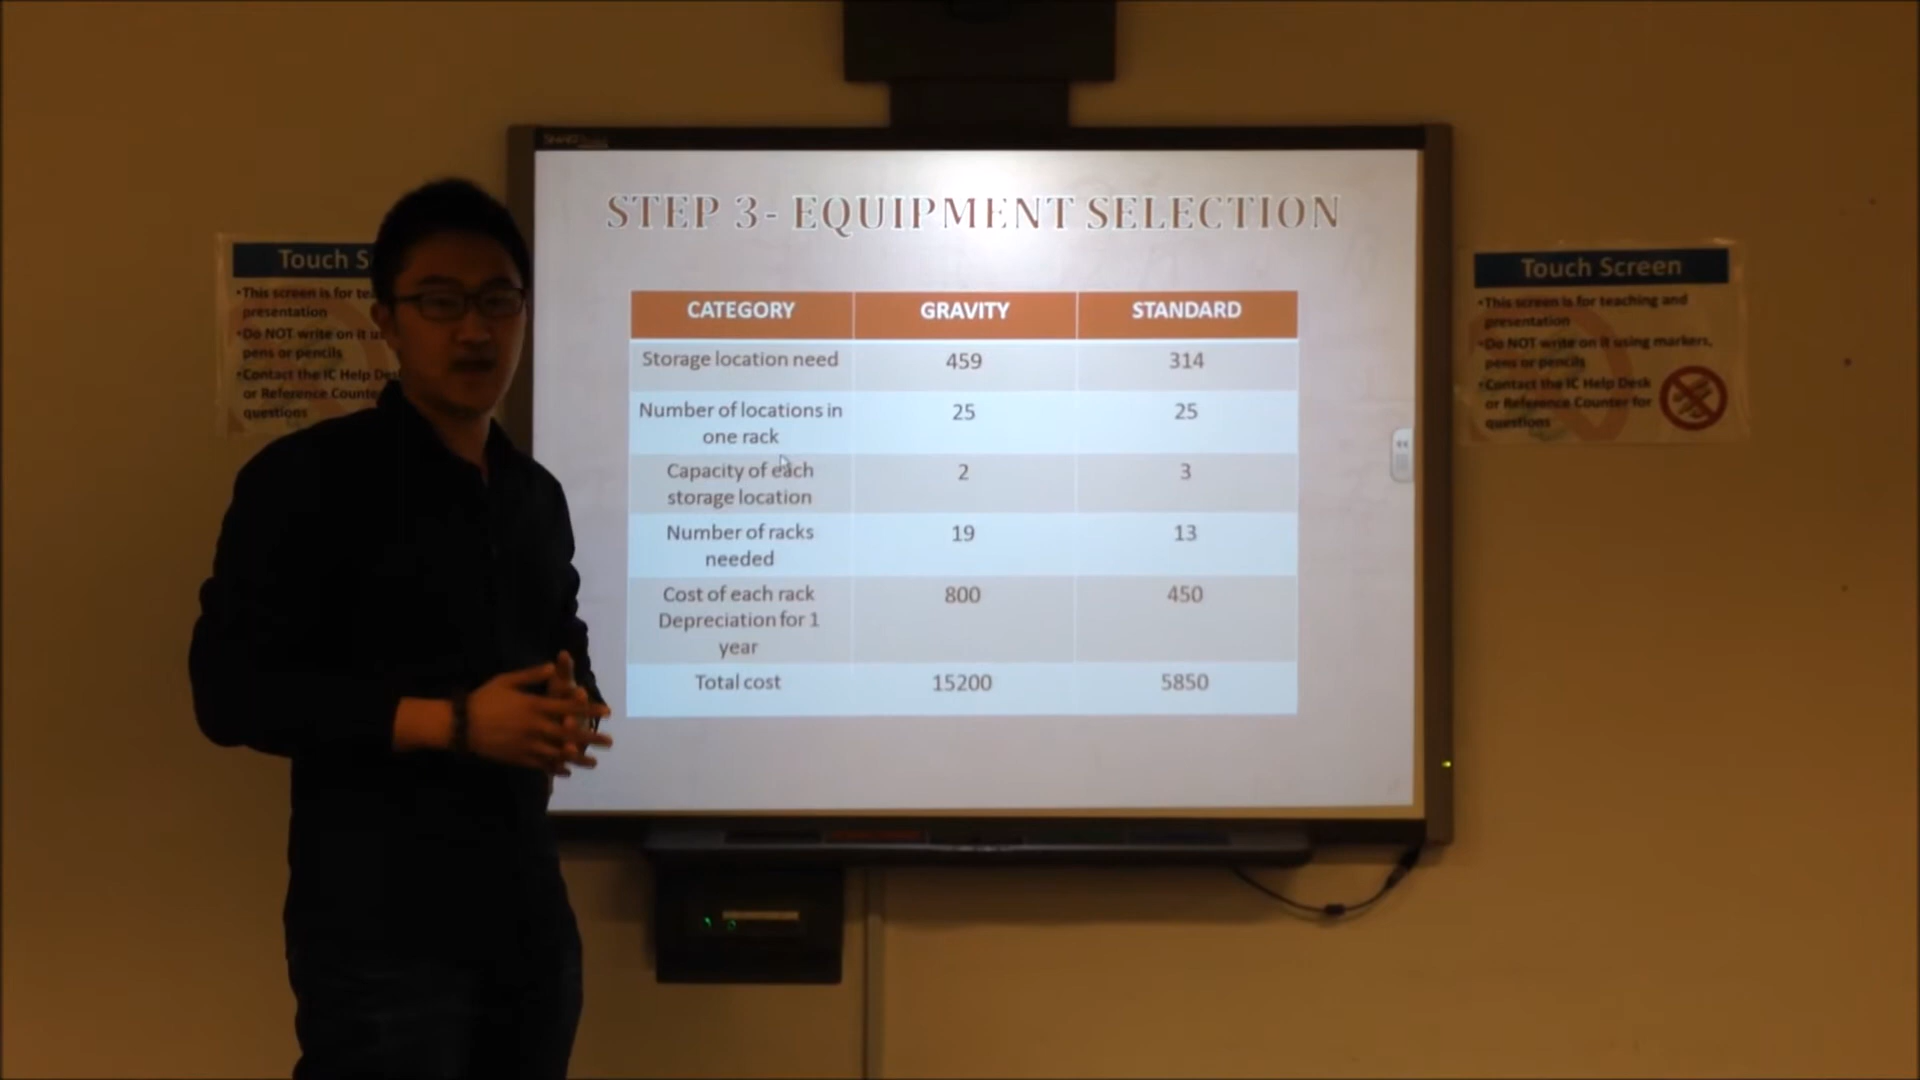 STEP 3- EQUIPMENT SELECTION
CATEGORY GRAVITY STANDARD
Storage location need 459 314
Number of locations in
one rack
25 25
Capacity of each
storage location
2 3
Number of racks
needed
19 13
Cost of each rack
Depreciation for 1
year
800 450
Total cost 15200 5850
Touch S
•This screen is for tea
presentation
•Do NOT write on it us
pens or pencils
•Contact the IC Help Des
or Reference Counte
questions
Touch Screen
•This screen is for teaching and
presentation
•Do NOT write on it using markers,
pens or pencils
•Contact the IC Help Desk
or Reference Counter for
questions